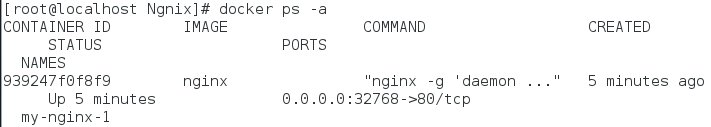 [root@localhost Ngnix]# docker ps -a
CONTAINER ID        IMAGE               COMMAND                  CREATED
     STATUS                    PORTS
  NAMES
939247f0f8f9        nginx               "nginx -g 'daemon ..."   5 minutes ago
     Up 5 minutes              0.0.0.0:32768->80/tcp
  my-nginx-1